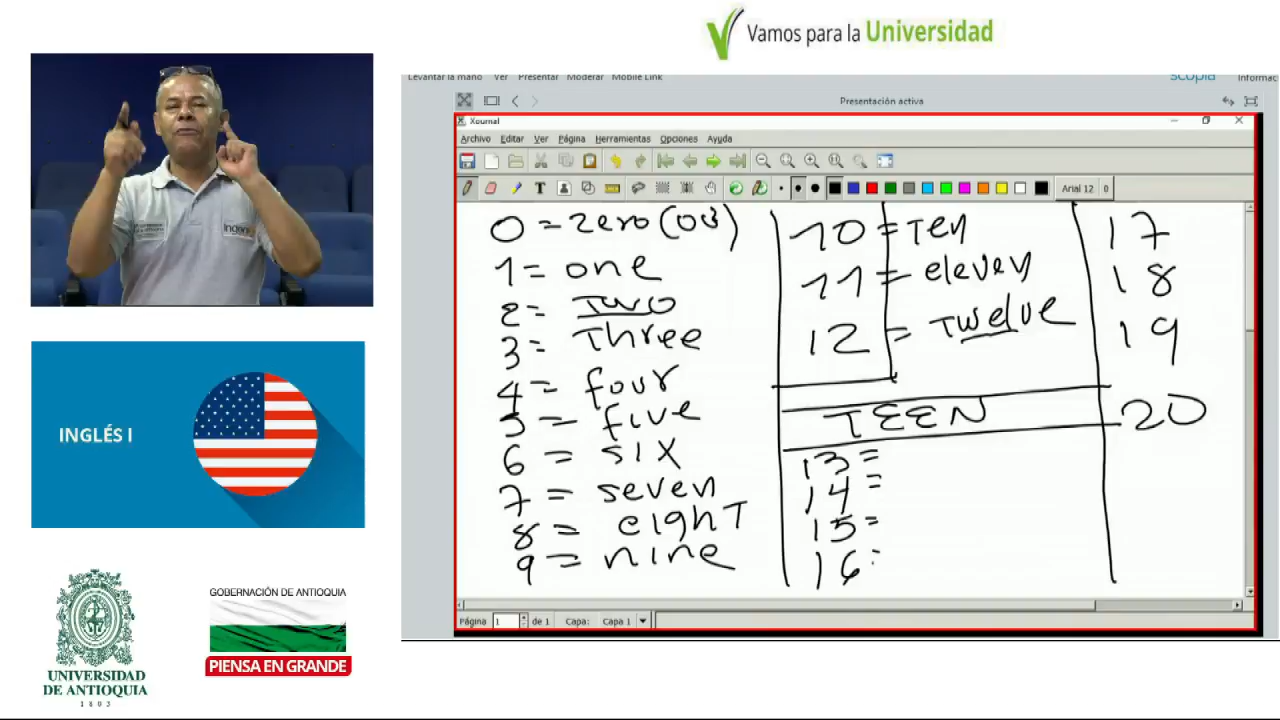 Vamos para la Universidad
Levantar la mano Ver Presentar Moderar Mobile Link
scopia
Presentación activa
Xournal
Archivo Editar Ver Página Herramientas Opciones Ayuda
Arial 12
0 = zero (ou)
1 = one
2 = Two
3 = Three
4 = four
5 = five
6 = six
7 = seven
8 = eighT
9 = nine
10 = Ten
11 = eleven
12 = Twelve
TEEN
13 =
14 =
15 =
16 =
17
18
19
20
Página 1 de 1 Capa: Capa 1
INGLÉS I
UNIVERSIDAD
DE ANTIOQUIA
1803
GOBERNACIÓN DE ANTIOQUIA
PIENSA EN GRANDE